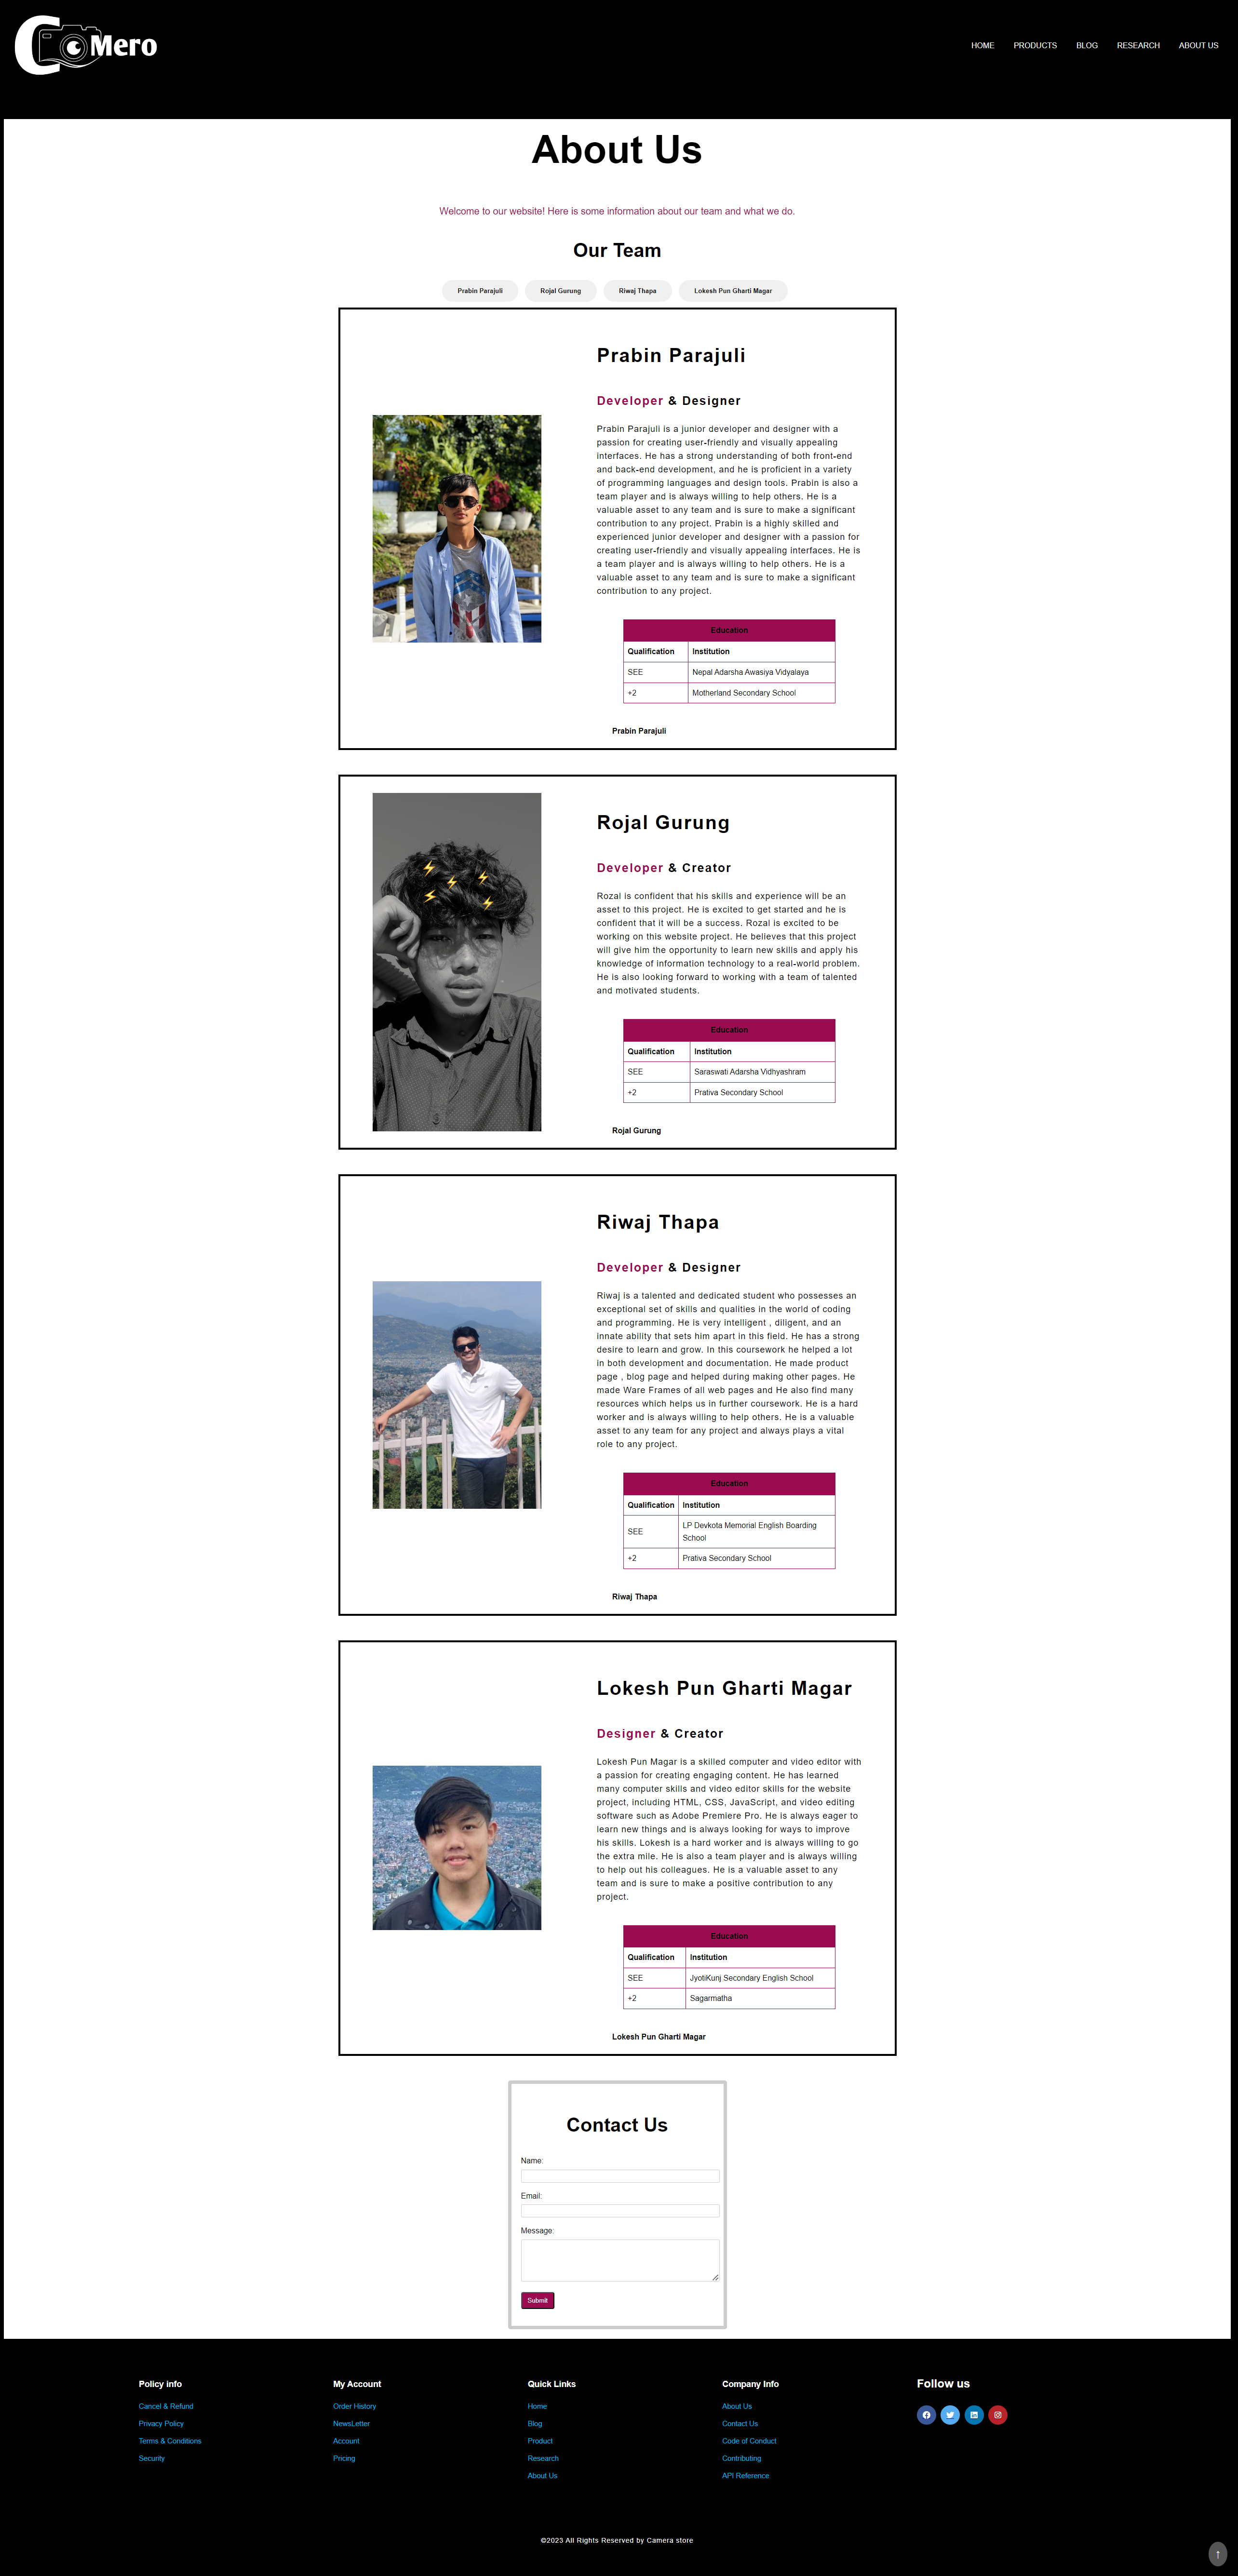 CaMero
HOME PRODUCTS BLOG RESEARCH ABOUT US
About Us
Welcome to our website! Here is some information about our team and what we do.
Our Team
Prabin Parajuli Rojal Gurung Riwaj Thapa Lokesh Pun Gharti Magar
Prabin Parajuli
Developer & Designer
Prabin Parajuli is a junior developer and designer with a
passion for creating user-friendly and visually appealing
interfaces. He has a strong understanding of both front-end
and back-end development, and he is proficient in a variety
of programming languages and design tools. Prabin is also a
team player and is always willing to help others. He is a
valuable asset to any team and is sure to make a significant
contribution to any project. Prabin is a highly skilled and
experienced junior developer and designer with a passion for
creating user-friendly and visually appealing interfaces. He is
a team player and is always willing to help others. He is a
valuable asset to any team and is sure to make a significant
contribution to any project.
Education
Qualification Institution
SEE Nepal Adarsha Awasiya Vidyalaya
+2 Motherland Secondary School
Prabin Parajuli
Rojal Gurung
Developer & Creator
Rozal is confident that his skills and experience will be an
asset to this project. He is excited to get started and he is
confident that it will be a success. Rozal is excited to be
working on this website project. He believes that this project
will give him the opportunity to learn new skills and apply his
knowledge of information technology to a real-world problem.
He is also looking forward to working with a team of talented
and motivated students.
Education
Qualification Institution
SEE Saraswati Adarsha Vidhyashram
+2 Prativa Secondary School
Rojal Gurung
Riwaj Thapa
Developer & Designer
Riwaj is a talented and dedicated student who possesses an
exceptional set of skills and qualities in the world of coding
and programming. He is very intelligent , diligent, and an
innate ability that sets him apart in this field. He has a strong
desire to learn and grow. In this coursework he helped a lot
in both development and documentation. He made product
page , blog page and helped during making other pages. He
made Ware Frames of all web pages and He also find many
resources which helps us in further coursework. He is a hard
worker and is always willing to help others. He is a valuable
asset to any team for any project and always plays a vital
role to any project.
Education
Qualification Institution
SEE LP Devkota Memorial English Boarding
School
+2 Prativa Secondary School
Riwaj Thapa
Lokesh Pun Gharti Magar
Designer & Creator
Lokesh Pun Magar is a skilled computer and video editor with
a passion for creating engaging content. He has learned
many computer skills and video editor skills for the website
project, including HTML, CSS, JavaScript, and video editing
software such as Adobe Premiere Pro. He is always eager to
learn new things and is always looking for ways to improve
his skills. Lokesh is a hard worker and is always willing to go
the extra mile. He is also a team player and is always willing
to help out his colleagues. He is a valuable asset to any
team and is sure to make a positive contribution to any
project.
Education
Qualification Institution
SEE JyotiKunj Secondary English School
+2 Sagarmatha
Lokesh Pun Gharti Magar
Contact Us
Name:
Email:
Message:
Submit
Policy info My Account Quick Links Company Info Follow us
Cancel & Refund Order History Home About Us
Privacy Policy NewsLetter Blog Contact Us
Terms & Conditions Account Product Code of Conduct
Security Pricing Research Contributing
About Us API Reference
©2023 All Rights Reserved by Camera store
↑